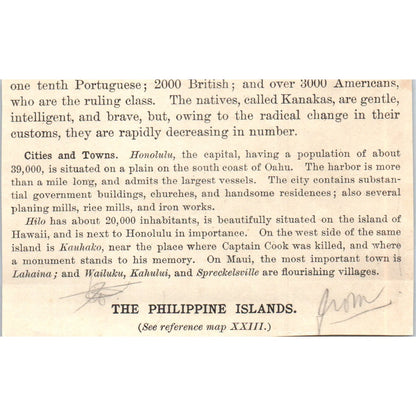 one tenth Portuguese; 2000 British; and over 3000 Americans,
who are the ruling class. The natives, called Kanakas, are gentle,
intelligent, and brave, but, owing to the radical change in their
customs, they are rapidly decreasing in number.
Cities and Towns. Honolulu, the capital, having a population of about
39,000, is situated on a plain on the south coast of Oahu. The harbor is
more than a mile long, and admits the largest vessels. The city contains substan-
tial government buildings, churches, and handsome residences; also several
planing mills, rice mills, and iron works.
Hilo has about 20,000 inhabitants, is beautifully situated on the island of
Hawaii, and is next to Honolulu in importance. On the west side of the
same island is Kauhako, near the place where Captain Cook was killed, and where
a monument stands to his memory. On Maui, the most important town is
Lahaina; and Wailuku, Kahului, and Spreckelsville are flourishing villages.
THE PHILIPPINE ISLANDS.
from
(See reference map XXIII.)